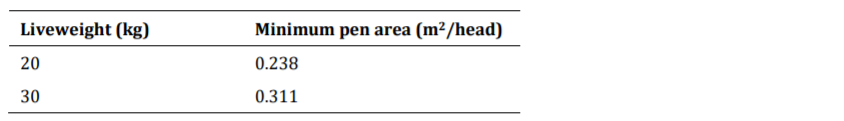 Liveweight (kg) Minimum pen area (m²/head)
20 0.238
30 0.311